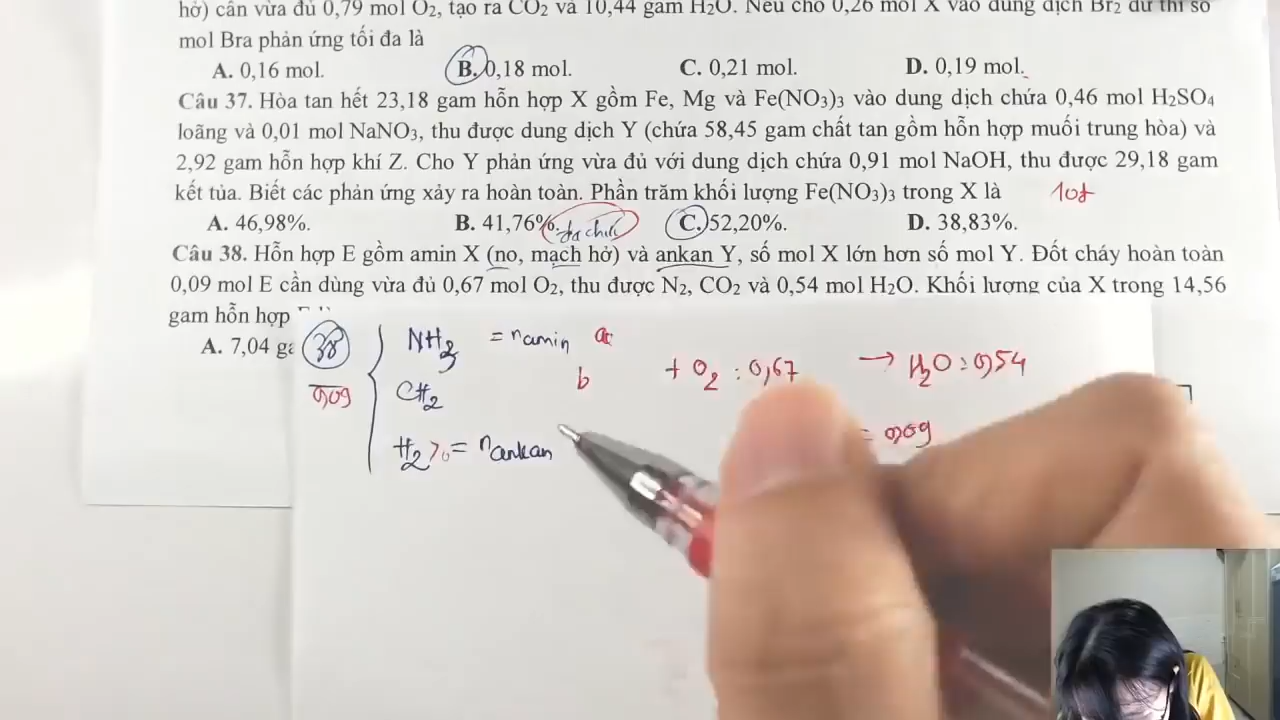 hở) cần vừa đủ 0,79 mol O₂, tạo ra CO₂ và 10,44 gam H₂O. Nếu cho 0,26 mol X vào dung dịch Br₂ dư thì số
mol Bra phản ứng tối đa là
A. 0,16 mol. B. 0,18 mol. C. 0,21 mol. D. 0,19 mol.
Câu 37. Hòa tan hết 23,18 gam hỗn hợp X gồm Fe, Mg và Fe(NO₃)₃ vào dung dịch chứa 0,46 mol H₂SO₄
loãng và 0,01 mol NaNO₃, thu được dung dịch Y (chứa 58,45 gam chất tan gồm hỗn hợp muối trung hòa) và
2,92 gam hỗn hợp khí Z. Cho Y phản ứng vừa đủ với dung dịch chứa 0,91 mol NaOH, thu được 29,18 gam
kết tủa. Biết các phản ứng xảy ra hoàn toàn. Phần trăm khối lượng Fe(NO₃)₃ trong X là
A. 46,98%. B. 41,76%. C. 52,20%. D. 38,83%.
đa chức
Câu 38. Hỗn hợp E gồm amin X (no, mạch hở) và ankan Y, số mol X lớn hơn số mol Y. Đốt cháy hoàn toàn
0,09 mol E cần dùng vừa đủ 0,67 mol O₂, thu được N₂, CO₂ và 0,54 mol H₂O. Khối lượng của X trong 14,56
gam hỗn hợp
A. 7,04 ga
38 NH₃ = namin a
0,09 CH₂ b + O₂ : 0,67 → H₂O : 0,54
H₂ = nankan = 0,09